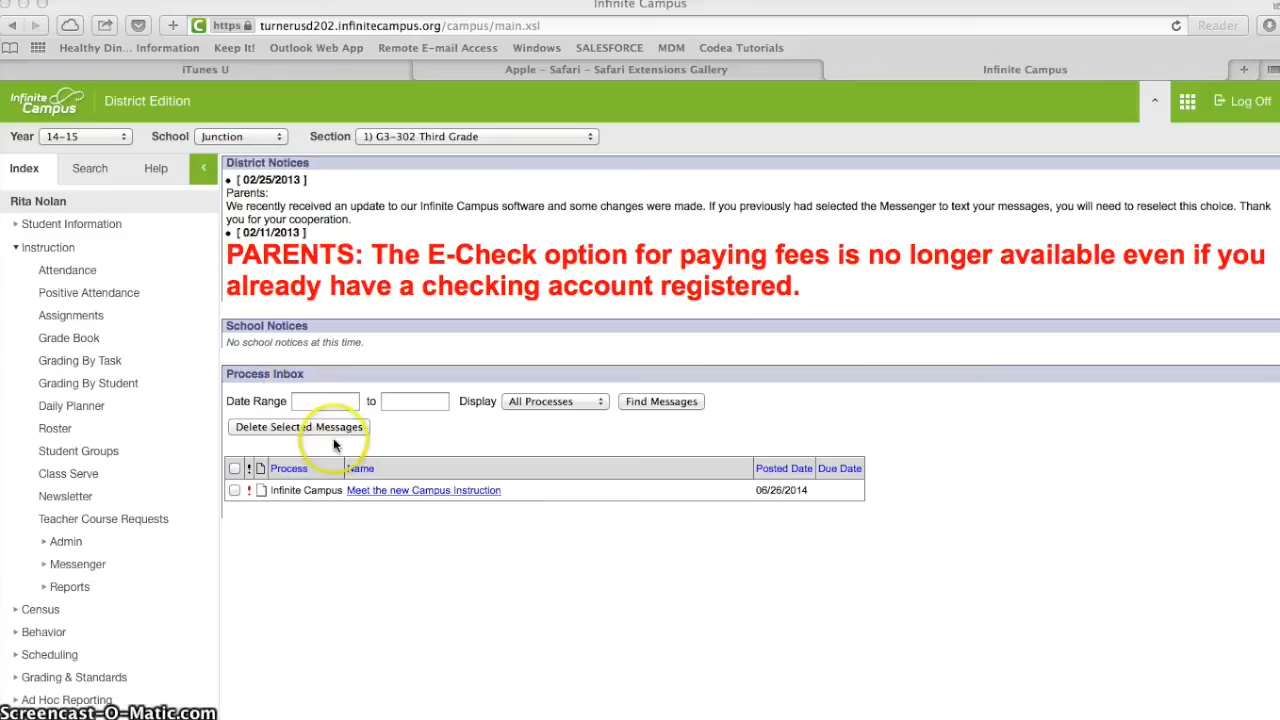 Infinite Campus
https turnerusd202.infinitecampus.org/campus/main.xsl Reader
Healthy Din... Information Keep It! Outlook Web App Remote E-mail Access Windows SALESFORCE MDM Codea Tutorials
iTunes U Apple – Safari – Safari Extensions Gallery Infinite Campus
Infinite Campus District Edition Log Off
Year 14-15 School Junction Section 1) G3-302 Third Grade
Index Search Help
Rita Nolan
Student Information
Instruction
Attendance
Positive Attendance
Assignments
Grade Book
Grading By Task
Grading By Student
Daily Planner
Roster
Student Groups
Class Serve
Newsletter
Teacher Course Requests
Admin
Messenger
Reports
Census
Behavior
Scheduling
Grading & Standards
Ad Hoc Reporting
District Notices
• [ 02/25/2013 ]
Parents:
We recently received an update to our Infinite Campus software and some changes were made. If you previously had selected the Messenger to text your messages, you will need to reselect this choice. Thank
you for your cooperation.
• [ 02/11/2013 ]
PARENTS: The E-Check option for paying fees is no longer available even if you
already have a checking account registered.
School Notices
No school notices at this time.
Process Inbox
Date Range to Display All Processes Find Messages
Delete Selected Messages
! Process Name Posted Date Due Date
! Infinite Campus Meet the new Campus Instruction 06/26/2014
Screencast-O-Matic.com